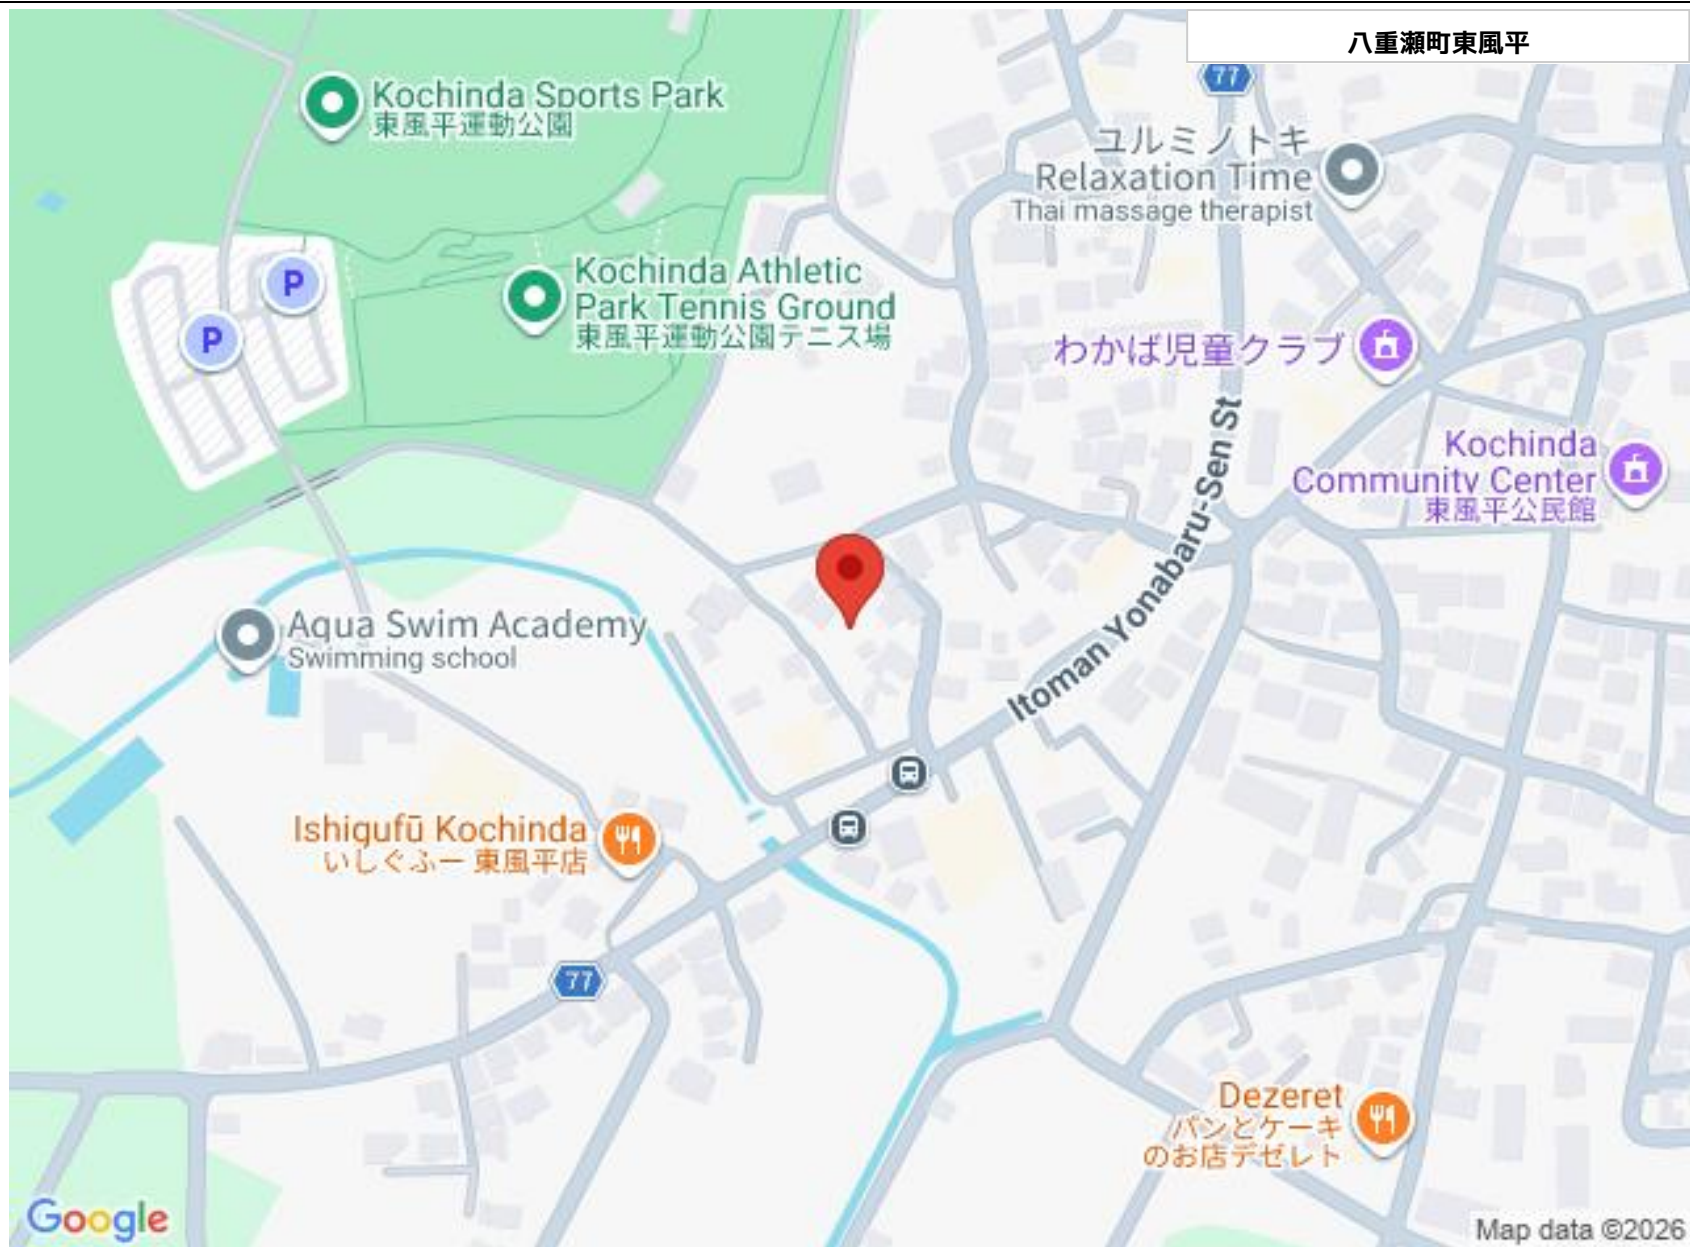 八重瀬町東風平
77
Kochinda Sports Park
東風平運動公園
ユルミノトキ
Relaxation Time
Thai massage therapist
P
P
Kochinda Athletic
Park Tennis Ground
東風平運動公園テニス場
わかば児童クラブ
Kochinda
Community Center
東風平公民館
Itoman Yonabaru-Sen St
Aqua Swim Academy
Swimming school
Ishigufū Kochinda
いしぐふー 東風平店
77
Dezeret
パンとケーキ
のお店デゼレト
Google
Map data ©2026